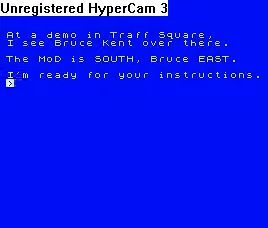 Unregistered HyperCam 3
At a demo in Traff Square,
I see Bruce Kent over there.
The MoD is SOUTH, Bruce EAST.
I'm ready for your instructions.
>